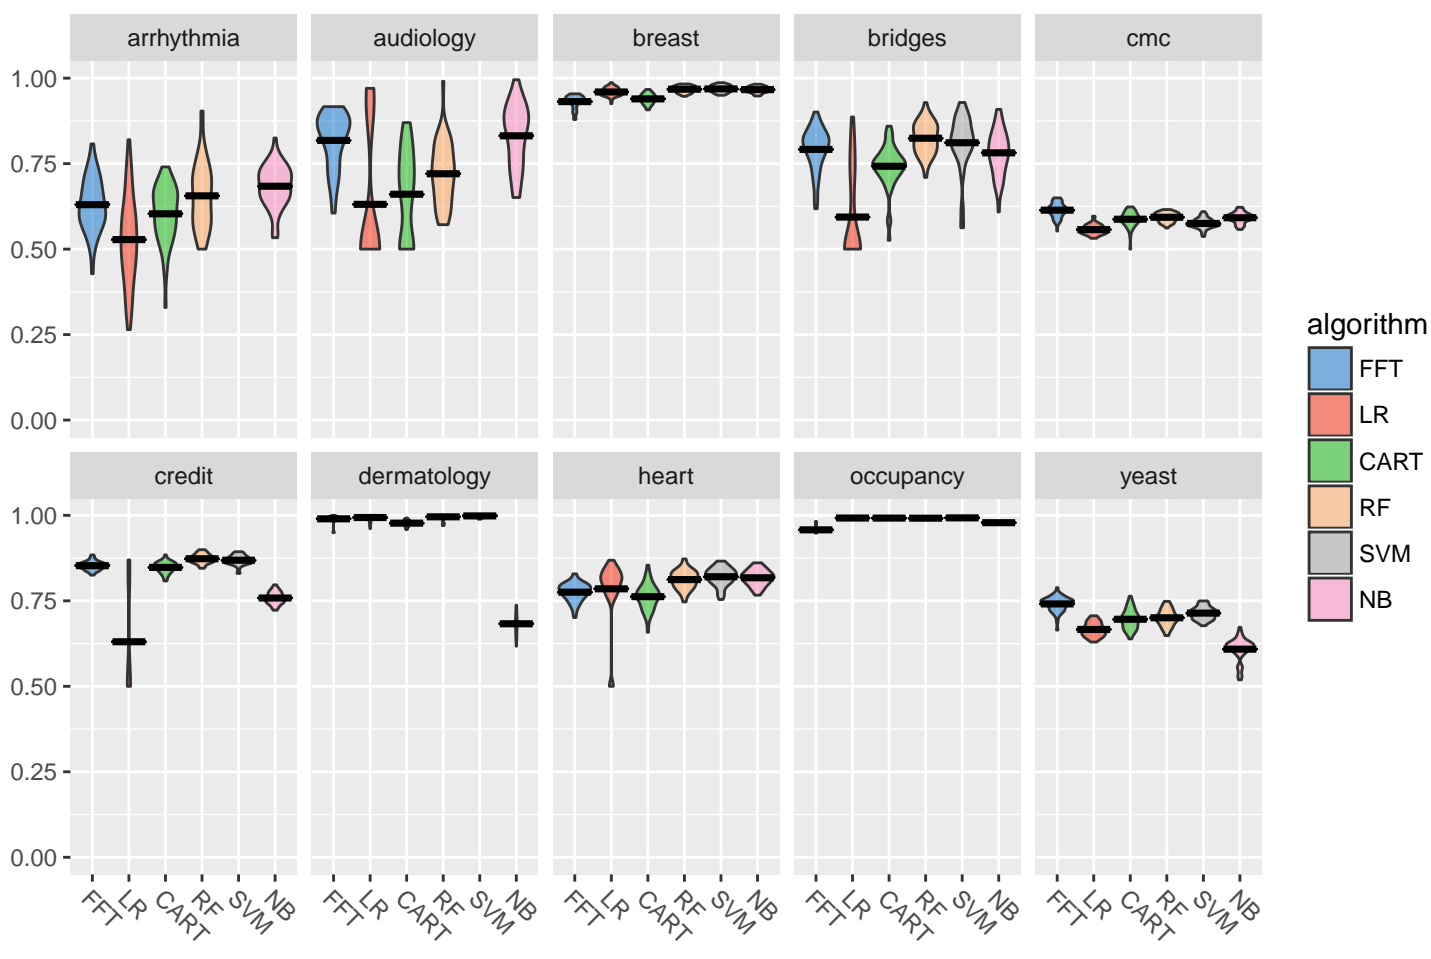 arrhythmia audiology breast bridges cmc
1.00
0.75
0.50
0.25
0.00
credit dermatology heart occupancy yeast
1.00
0.75
0.50
0.25
0.00
FFT LR CART RF SVM NB FFT LR CART RF SVM NB FFT LR CART RF SVM NB FFT LR CART RF SVM NB FFT LR CART RF SVM NB
algorithm
FFT
LR
CART
RF
SVM
NB